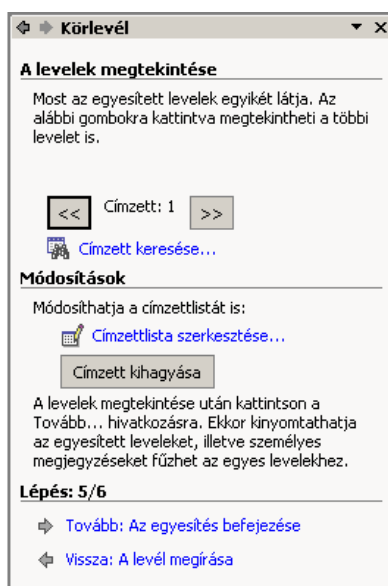 Körlevél
A levelek megtekintése
Most az egyesített levelek egyikét látja. Az
alábbi gombokra kattintva megtekintheti a többi
levelet is.
<< Címzett: 1 >>
Címzett keresése...
Módosítások
Módosíthatja a címzettlistát is:
Címzettlista szerkesztése...
Címzett kihagyása
A levelek megtekintése után kattintson a
Tovább... hivatkozásra. Ekkor kinyomtathatja
az egyesített leveleket, illetve személyes
megjegyzéseket fűzhet az egyes levelekhez.
Lépés: 5/6
Tovább: Az egyesítés befejezése
Vissza: A levél megírása